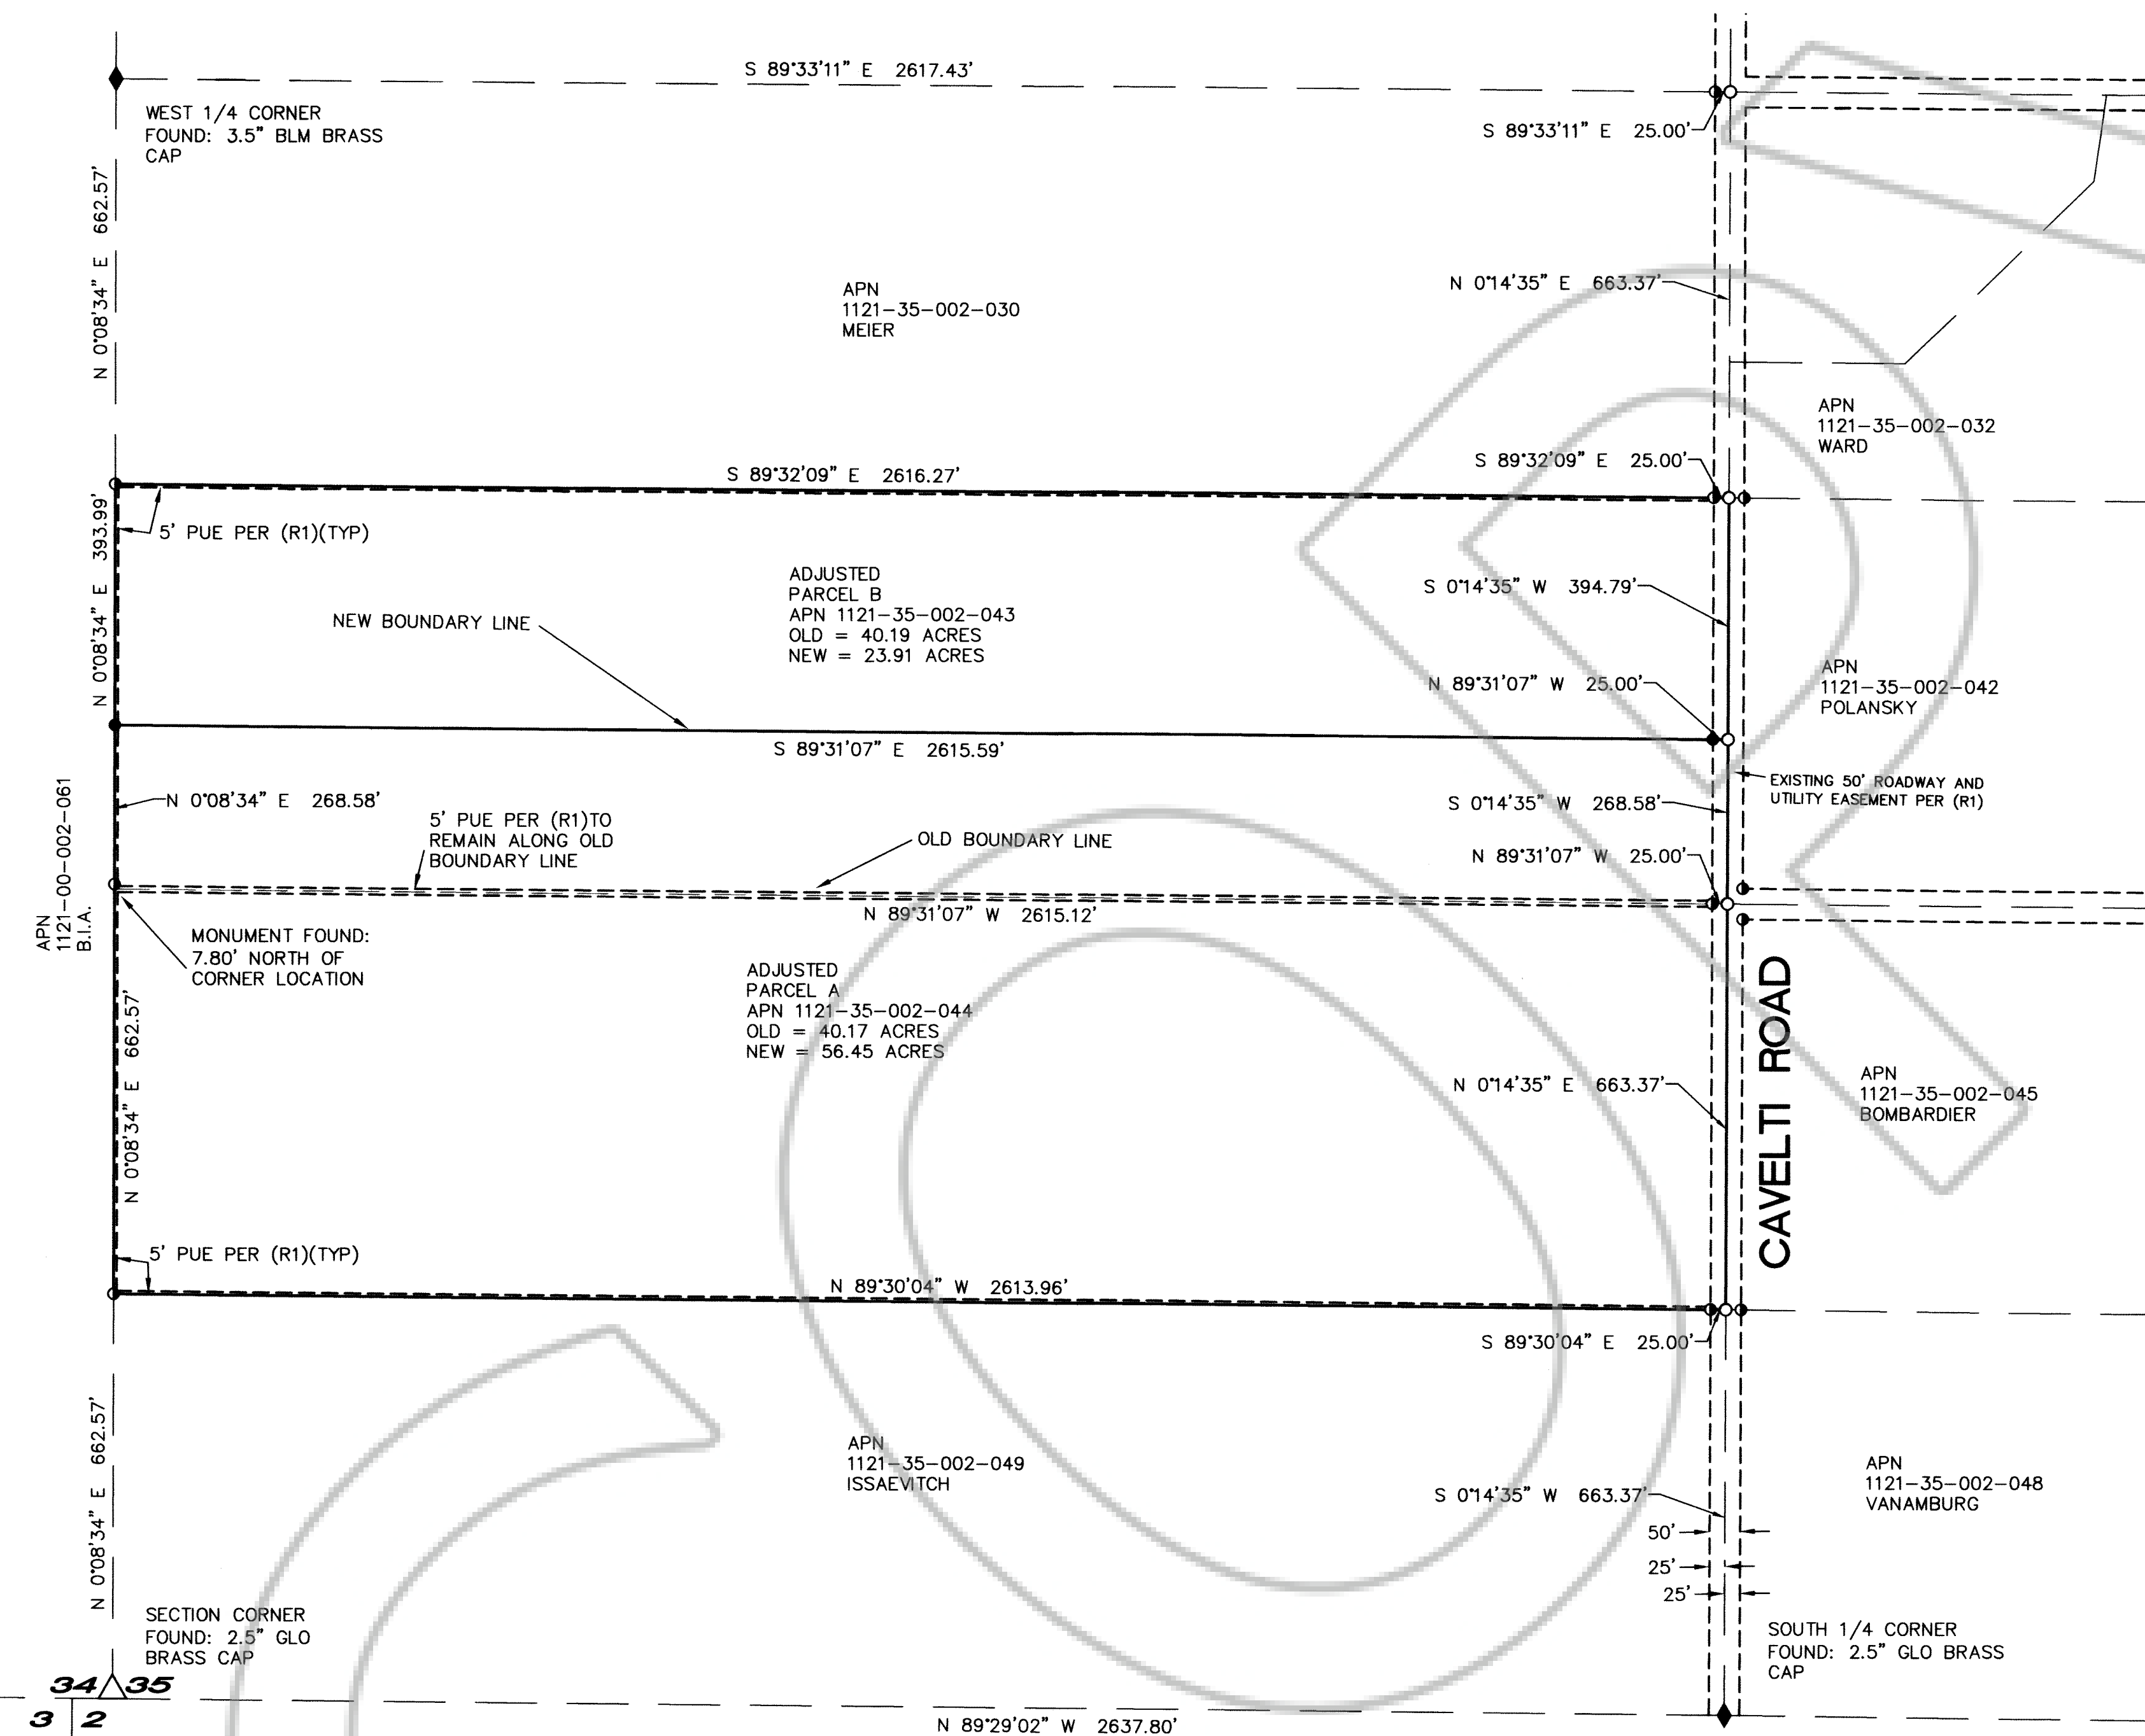 S 89°33'11" E 2617.43'
WEST 1/4 CORNER
FOUND: 3.5" BLM BRASS
CAP
S 89°33'11" E 25.00'
N 0°08'34" E 662.57'
APN
1121-35-002-030
MEIER
N 0°14'35" E 663.37'
APN
1121-35-002-032
WARD
S 89°32'09" E 2616.27'
S 89°32'09" E 25.00'
N 0°08'34" E 393.99'
5' PUE PER (R1)(TYP)
ADJUSTED
PARCEL B
APN 1121-35-002-043
OLD = 40.19 ACRES
NEW = 23.91 ACRES
S 0°14'35" W 394.79'
NEW BOUNDARY LINE
N 89°31'07" W 25.00'
APN
1121-35-002-042
POLANSKY
S 89°31'07" E 2615.59'
EXISTING 50' ROADWAY AND
UTILITY EASEMENT PER (R1)
APN
1121-00-002-061
B.I.A.
N 0°08'34" E 268.58'
S 0°14'35" W 268.58'
5' PUE PER (R1)TO
REMAIN ALONG OLD
BOUNDARY LINE
OLD BOUNDARY LINE
N 89°31'07" W 25.00'
N 89°31'07" W 2615.12'
MONUMENT FOUND:
7.80' NORTH OF
CORNER LOCATION
ADJUSTED
PARCEL A
APN 1121-35-002-044
OLD = 40.17 ACRES
NEW = 56.45 ACRES
N 0°08'34" E 662.57'
N 0°14'35" E 663.37'
CAVELTI ROAD
APN
1121-35-002-045
BOMBARDIER
5' PUE PER (R1)(TYP)
N 89°30'04" W 2613.96'
S 89°30'04" E 25.00'
N 0°08'34" E 662.57'
APN
1121-35-002-049
ISSAEVITCH
S 0°14'35" W 663.37'
APN
1121-35-002-048
VANAMBURG
50'
25'
25'
SECTION CORNER
FOUND: 2.5" GLO
BRASS CAP
SOUTH 1/4 CORNER
FOUND: 2.5" GLO BRASS
CAP
34 35
3 2
N 89°29'02" W 2637.80'